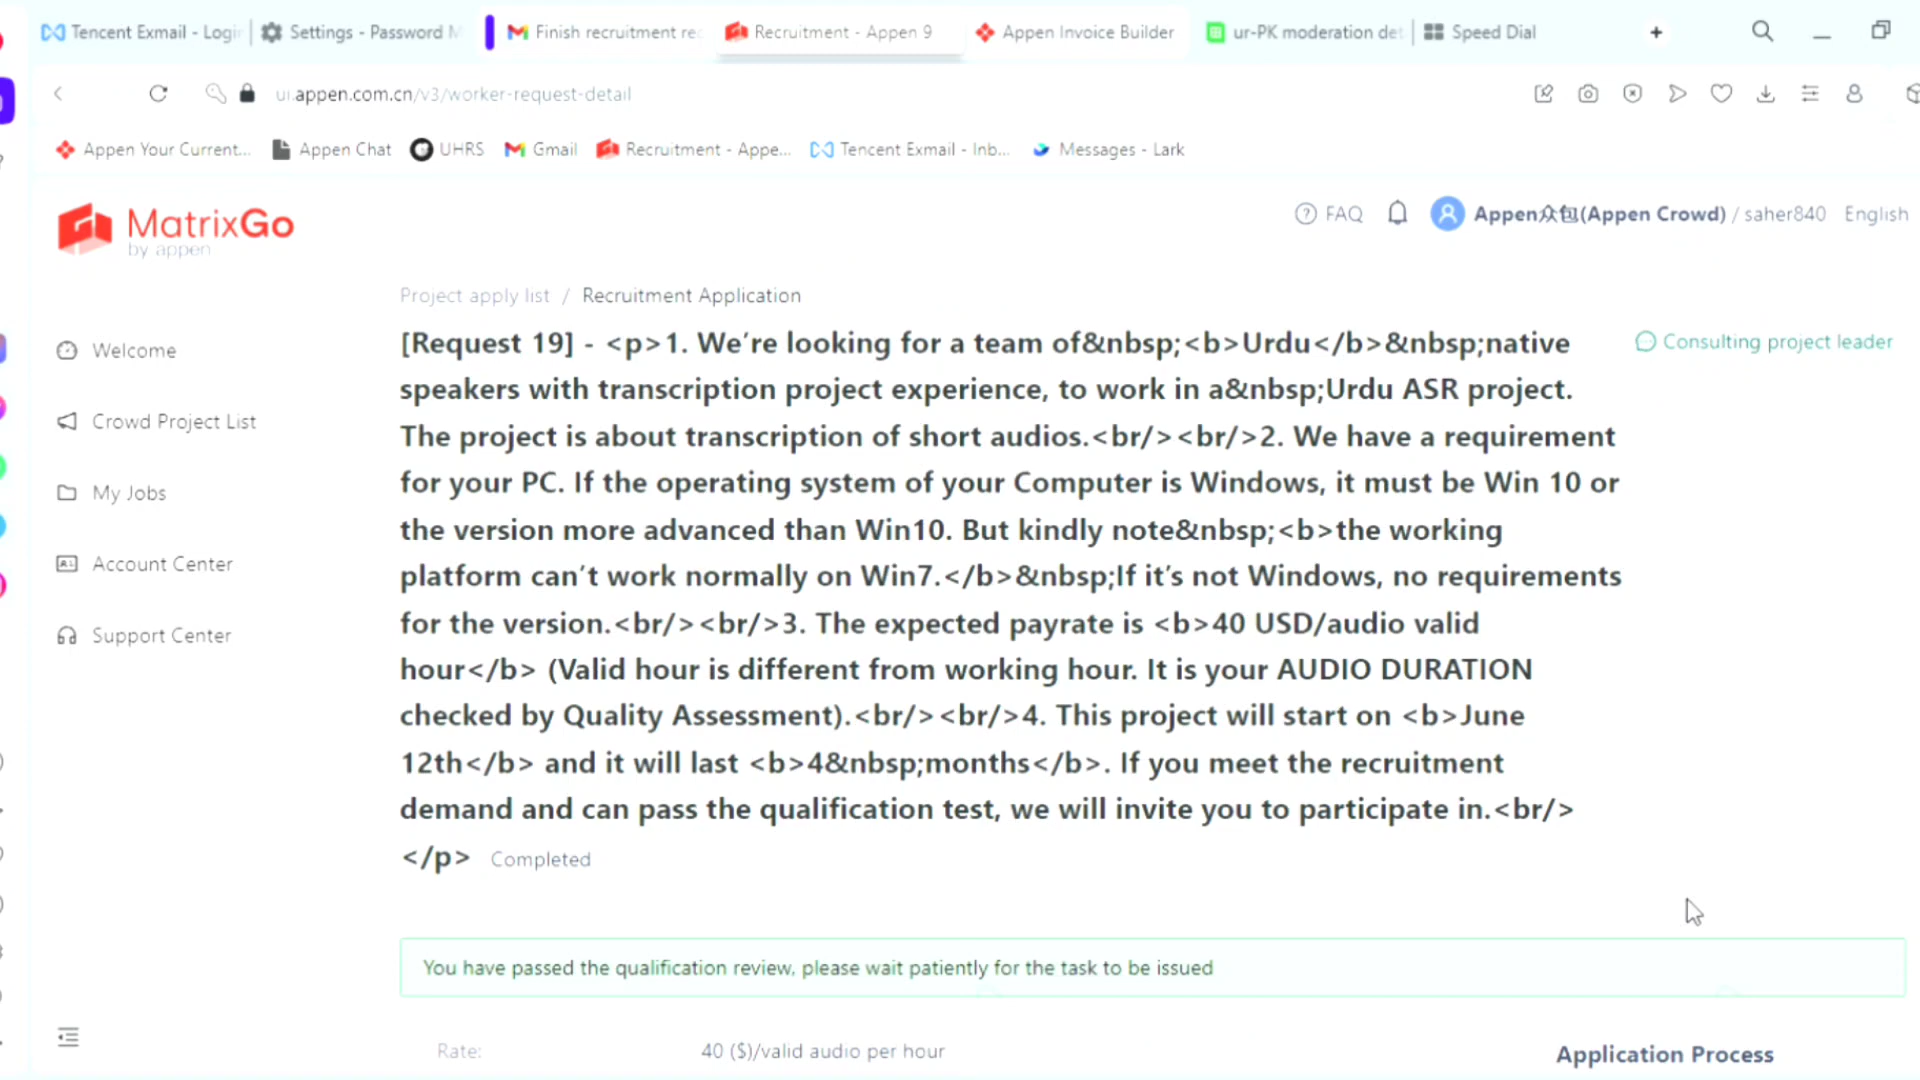 Tencent Exmail - Logi
Settings - Password M
Finish recruitment re
Recruitment - Appen 9
Appen Invoice Builder
ur-PK moderation det
Speed Dial
ui.appen.com.cn/v3/worker-request-detail
Appen Your Current...
Appen Chat
UHRS
Gmail
Recruitment - Appe...
Tencent Exmail - Inb...
Messages - Lark
MatrixGo
by appen
FAQ
Appen众包(Appen Crowd) / saher840
English
Project apply list / Recruitment Application
[Request 19] - <p>1. We're looking for a team of&nbsp;<b>Urdu</b>&nbsp;native
speakers with transcription project experience, to work in a&nbsp;Urdu ASR project.
The project is about transcription of short audios.<br/><br/>2. We have a requirement
for your PC. If the operating system of your Computer is Windows, it must be Win 10 or
the version more advanced than Win10. But kindly note&nbsp;<b>the working
platform can't work normally on Win7.</b>&nbsp;If it's not Windows, no requirements
for the version.<br/><br/>3. The expected payrate is <b>40 USD/audio valid
hour</b> (Valid hour is different from working hour. It is your AUDIO DURATION
checked by Quality Assessment).<br/><br/>4. This project will start on <b>June
12th</b> and it will last <b>4&nbsp;months</b>. If you meet the recruitment
demand and can pass the qualification test, we will invite you to participate in.<br/>
</p> Completed
Consulting project leader
Welcome
Crowd Project List
My Jobs
Account Center
Support Center
You have passed the qualification review, please wait patiently for the task to be issued
Rate: 40 ($)/valid audio per hour
Application Process